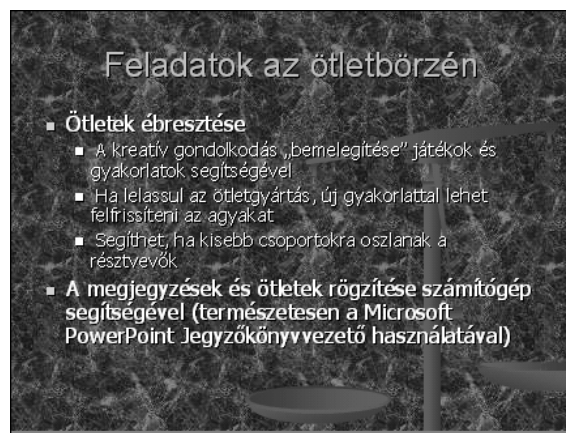 Feladatok az ötletbörzén
Ötletek ébresztése
A kreatív gondolkodás „bemelegítése” játékok és
gyakorlatok segítségével
Ha lelassul az ötletgyártás, új gyakorlattal lehet
felfrissíteni az agyakat
Segíthet, ha kisebb csoportokra oszlanak a
résztvevők
A megjegyzések és ötletek rögzítése számítógép
segítségével (természetesen a Microsoft
PowerPoint Jegyzőkönyvvezető használatával)